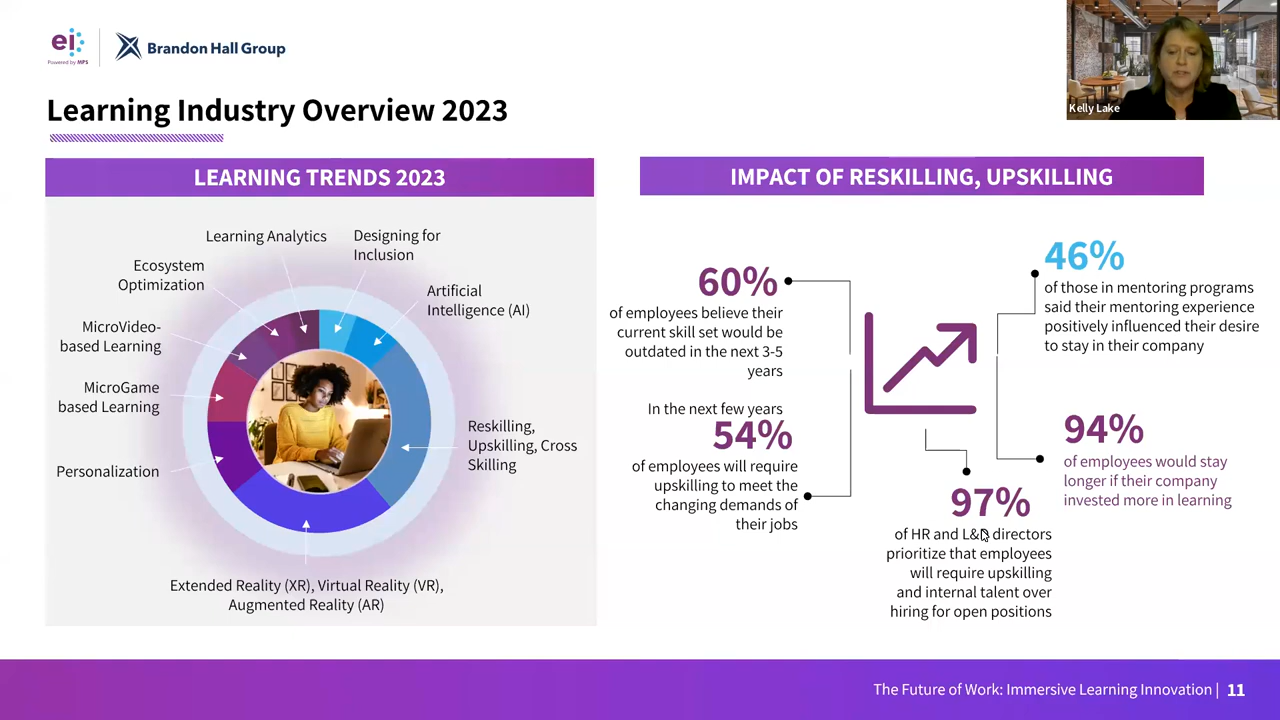 ei
Powered by MPS
Brandon Hall Group
Kelly Lake
Learning Industry Overview 2023
LEARNING TRENDS 2023
Learning Analytics
Designing for
Inclusion
Ecosystem
Optimization
Artificial
Intelligence (AI)
MicroVideo-
based Learning
MicroGame
based Learning
Reskilling,
Upskilling, Cross
Skilling
Personalization
Extended Reality (XR), Virtual Reality (VR),
Augmented Reality (AR)
IMPACT OF RESKILLING, UPSKILLING
60%
of employees believe their
current skill set would be
outdated in the next 3-5
years
In the next few years
54%
of employees will require
upskilling to meet the
changing demands of
their jobs
46%
of those in mentoring programs
said their mentoring experience
positively influenced their desire
to stay in their company
94%
of employees would stay
longer if their company
invested more in learning
97%
of HR and L&D directors
prioritize that employees
will require upskilling
and internal talent over
hiring for open positions
The Future of Work: Immersive Learning Innovation | 11